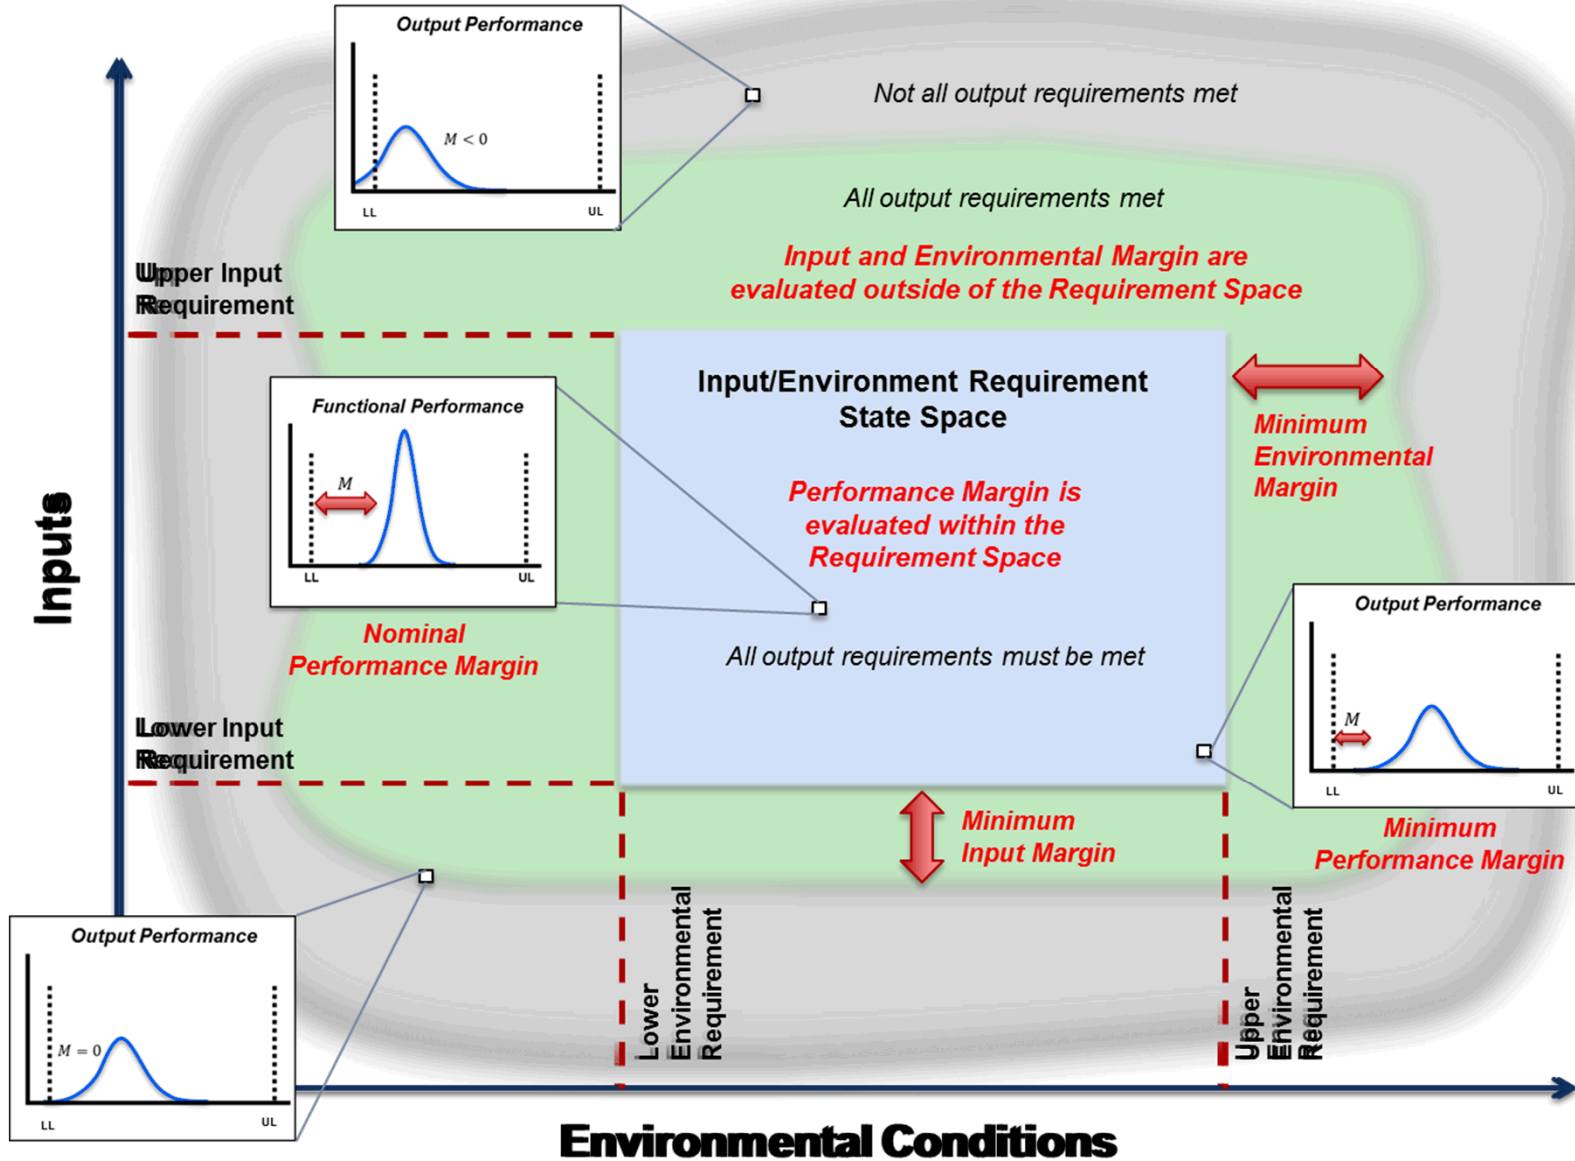 Output Performance
M < 0
LL
UL
Not all output requirements met
All output requirements met
Input and Environmental Margin are
evaluated outside of the Requirement Space
Upper Input
Requirement
Input/Environment Requirement
State Space
Performance Margin is
evaluated within the
Requirement Space
All output requirements must be met
Functional Performance
M
LL
UL
Nominal
Performance Margin
Minimum
Environmental
Margin
Output Performance
M
LL
UL
Minimum
Performance Margin
Lower Input
Requirement
Minimum
Input Margin
Inputs
Output Performance
M = 0
LL
UL
Lower
Environmental
Requirement
Upper
Environmental
Requirement
Environmental Conditions